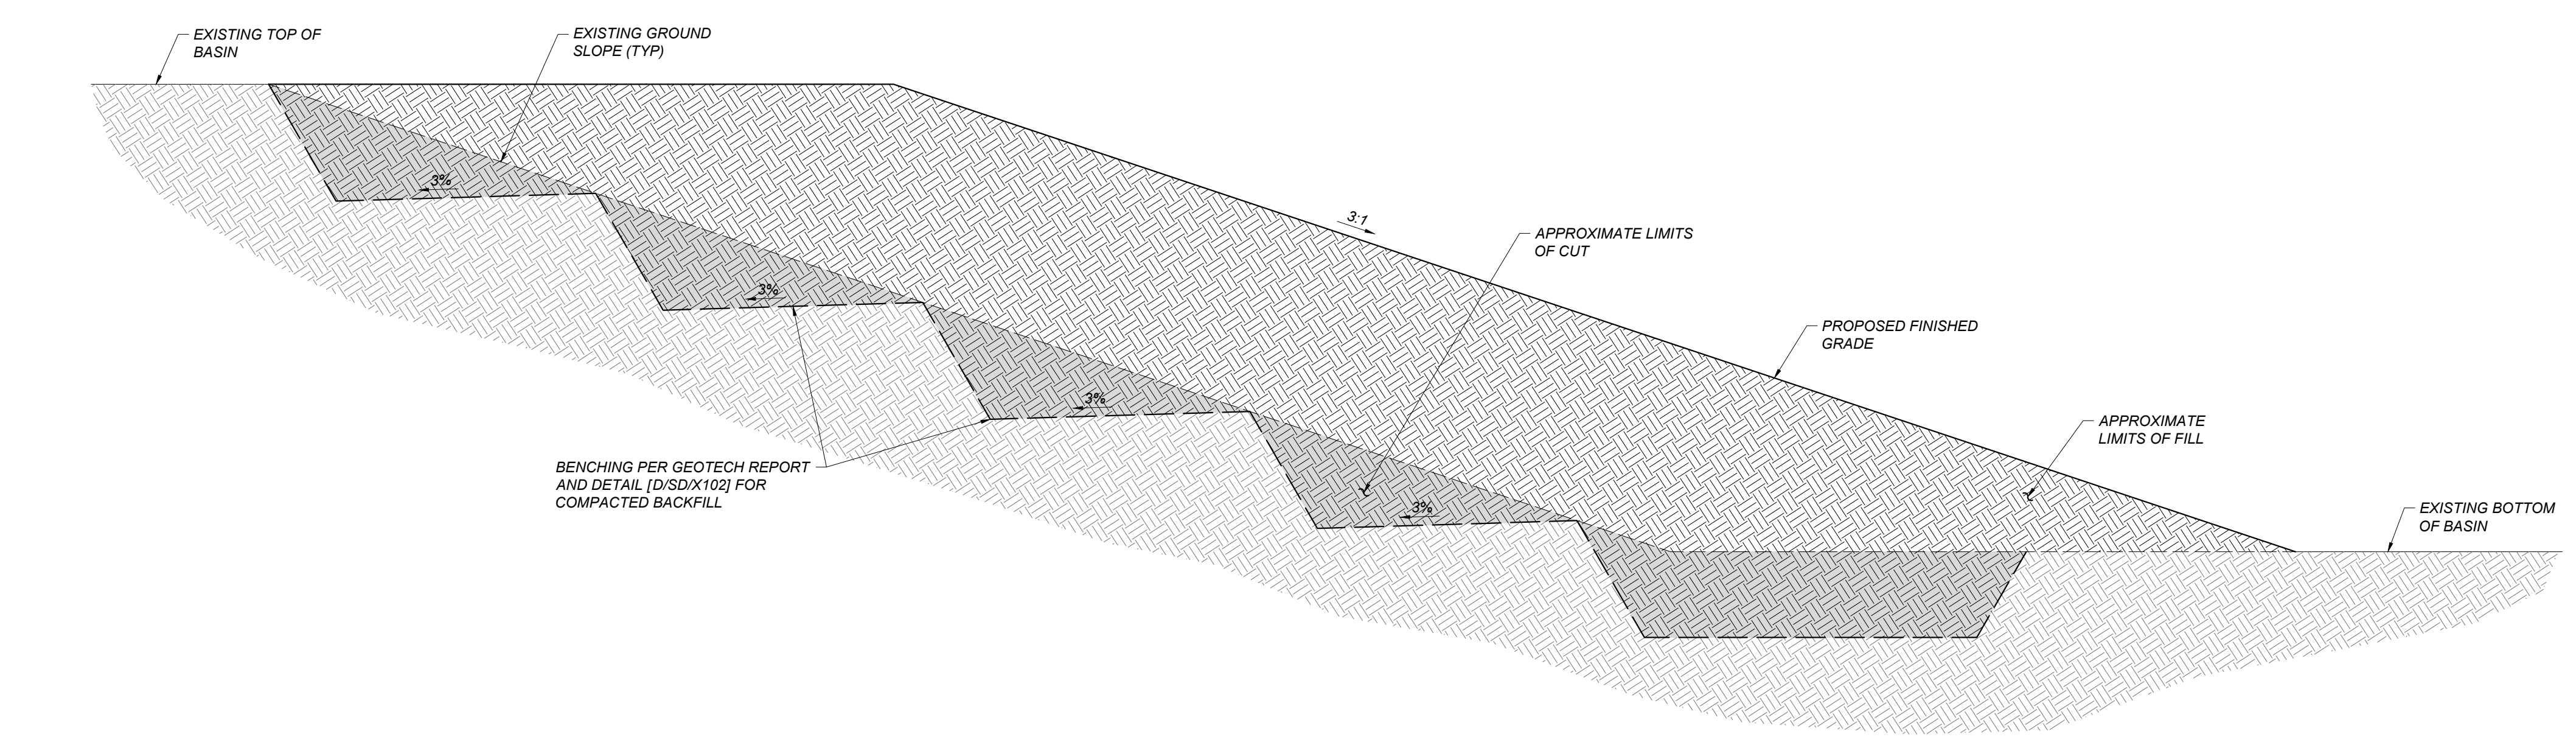 EXISTING TOP OF
BASIN
EXISTING GROUND
SLOPE (TYP)
3%
3:1
APPROXIMATE LIMITS
OF CUT
3%
PROPOSED FINISHED
GRADE
3%
APPROXIMATE
LIMITS OF FILL
BENCHING PER GEOTECH REPORT
AND DETAIL [D/SD/X102] FOR
COMPACTED BACKFILL
3%
EXISTING BOTTOM
OF BASIN